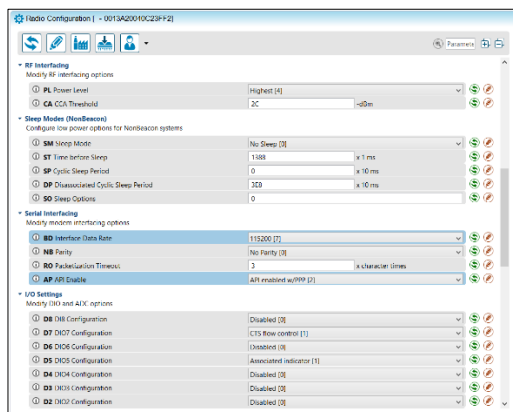 Radio Configuration [ - 0013A20040C23FF2]
Paramete
RF Interfacing
Modify RF interfacing options
PL Power Level Highest [4]
CA CCA Threshold 2C -dBm
Sleep Modes (NonBeacon)
Configure low power options for NonBeacon systems
SM Sleep Mode No Sleep [0]
ST Time before Sleep 1388 x 1 ms
SP Cyclic Sleep Period 0 x 10 ms
DP Disassociated Cyclic Sleep Period 3E8 x 10 ms
SO Sleep Options 0
Serial Interfacing
Modify modem interfacing options
BD Interface Data Rate 115200 [7]
NB Parity No Parity [0]
RO Packetization Timeout 3 x character times
AP API Enable API enabled w/PPP [2]
I/O Settings
Modify DIO and ADC options
D8 DI8 Configuration Disabled [0]
D7 DIO7 Configuration CTS flow control [1]
D6 DIO6 Configuration Disabled [0]
D5 DIO5 Configuration Associated indicator [1]
D4 DIO4 Configuration Disabled [0]
D3 DIO3 Configuration Disabled [0]
D2 DIO2 Configuration Disabled [0]